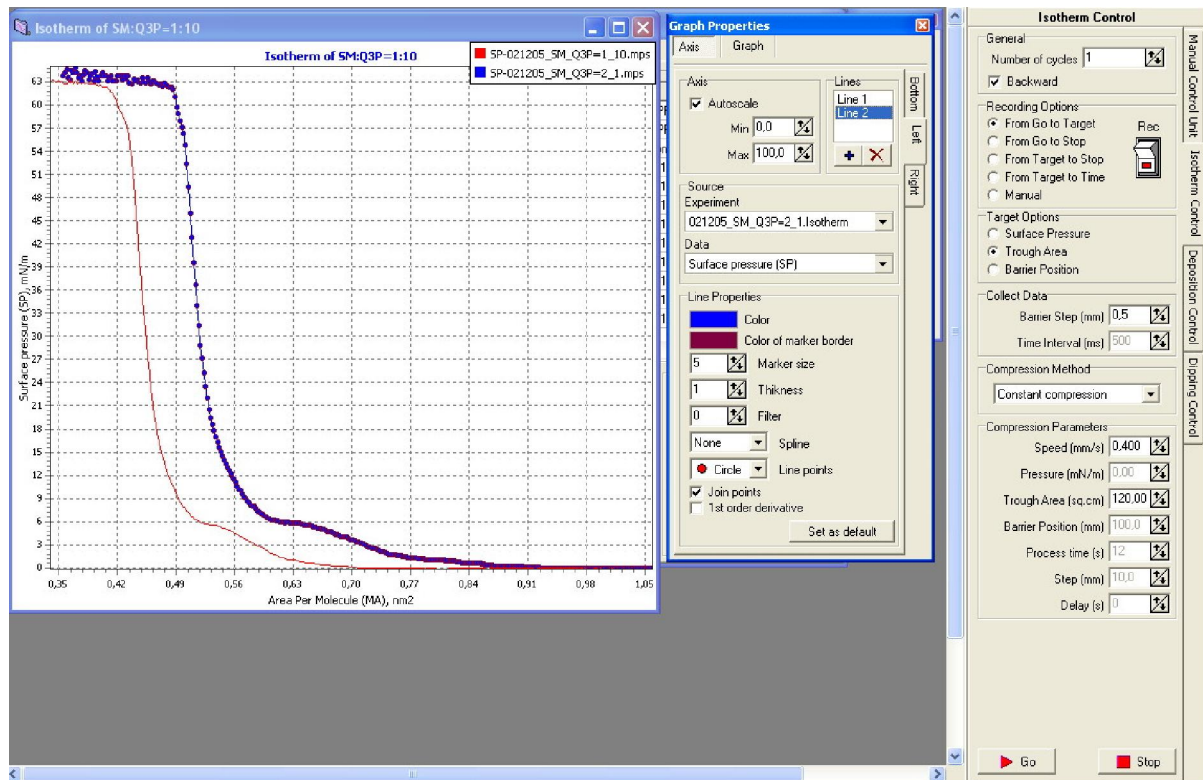 Isotherm of SM:Q3P=1:10
Isotherm of SM:Q3P=1:10
SP-021205_SM_Q3P=1_10.mps
SP-021205_SM_Q3P=2_1.mps
Surface pressure (SP), mN/m
63
60
57
54
51
48
45
42
39
36
33
30
27
24
21
18
15
12
9
6
3
0
0,35
0,42
0,49
0,56
0,63
0,70
0,77
0,84
0,91
0,98
1,05
Area Per Molecule (MA), nm2
Graph Properties
Axis
Graph
Axis
Autoscale
Min 0,0
Max 100,0
Lines
Line 1
Line 2
Bottom
Left
Right
Source
Experiment
021205_SM_Q3P=2_1.Isotherm
Data
Surface pressure (SP)
Line Properties
Color
Color of marker border
5 Marker size
1 Thikness
0 Filter
None Spline
Circle Line points
Join points
1st order derivative
Set as default
Isotherm Control
General
Number of cycles 1
Backward
Recording Options
From Go to Target
From Go to Stop
From Target to Stop
From Target to Time
Manual
Rec
Target Options
Surface Pressure
Trough Area
Barrier Position
Collect Data
Barrier Step (mm) 0,5
Time Interval (ms) 500
Compression Method
Constant compression
Compression Parameters
Speed (mm/s) 0,400
Pressure (mN/m) 0,00
Trough Area (sq.cm) 120,00
Barrier Position (mm) 100,0
Process time (s) 12
Step (mm) 10,0
Delay (s) 0
Go
Stop
Manual Control Unit
Isotherm Control
Deposition Control
Dipping Control